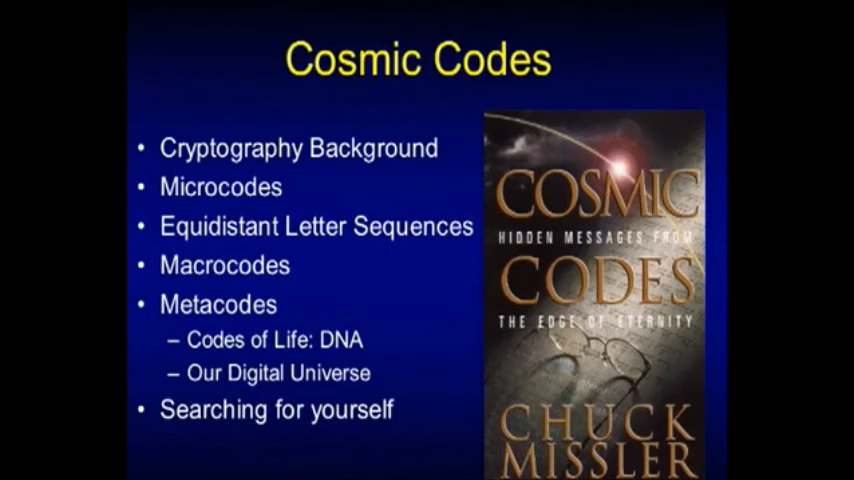 Cosmic Codes
• Cryptography Background
• Microcodes
• Equidistant Letter Sequences
• Macrocodes
• Metacodes
– Codes of Life: DNA
– Our Digital Universe
• Searching for yourself
COSMIC
HIDDEN MESSAGES FROM
CODES
THE EDGE OF ETERNITY
CHUCK
MISSLER